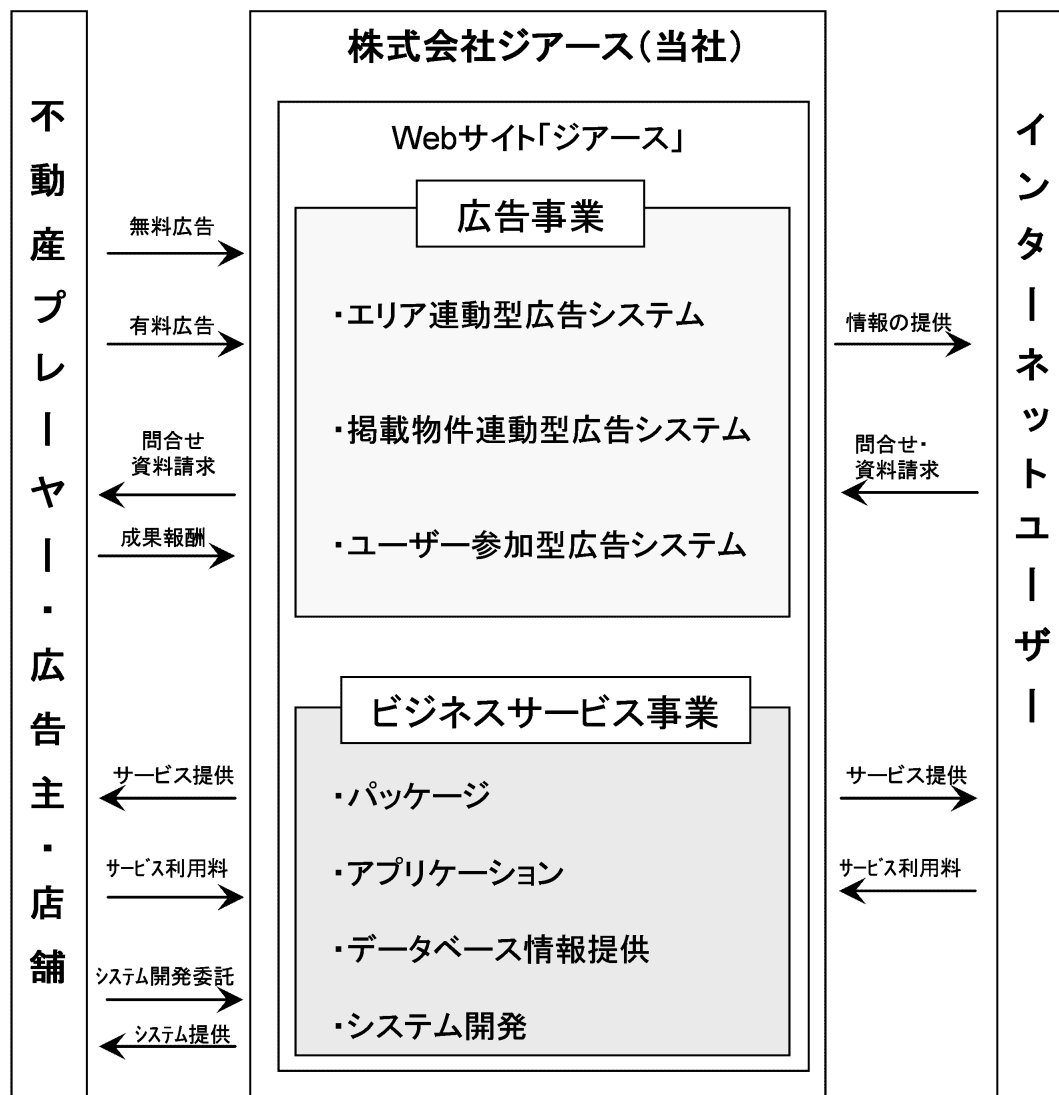 株式会社ジアース(当社)
不動産プレーヤー・広告主・店舗
無料広告
有料広告
問合せ
資料請求
成果報酬
サービス提供
サービス利用料
システム開発委託
システム提供
Webサイト「ジアース」
広告事業
・エリア連動型広告システム
・掲載物件連動型広告システム
・ユーザー参加型広告システム
ビジネスサービス事業
・パッケージ
・アプリケーション
・データベース情報提供
・システム開発
情報の提供
問合せ・
資料請求
サービス提供
サービス利用料
インターネットユーザー